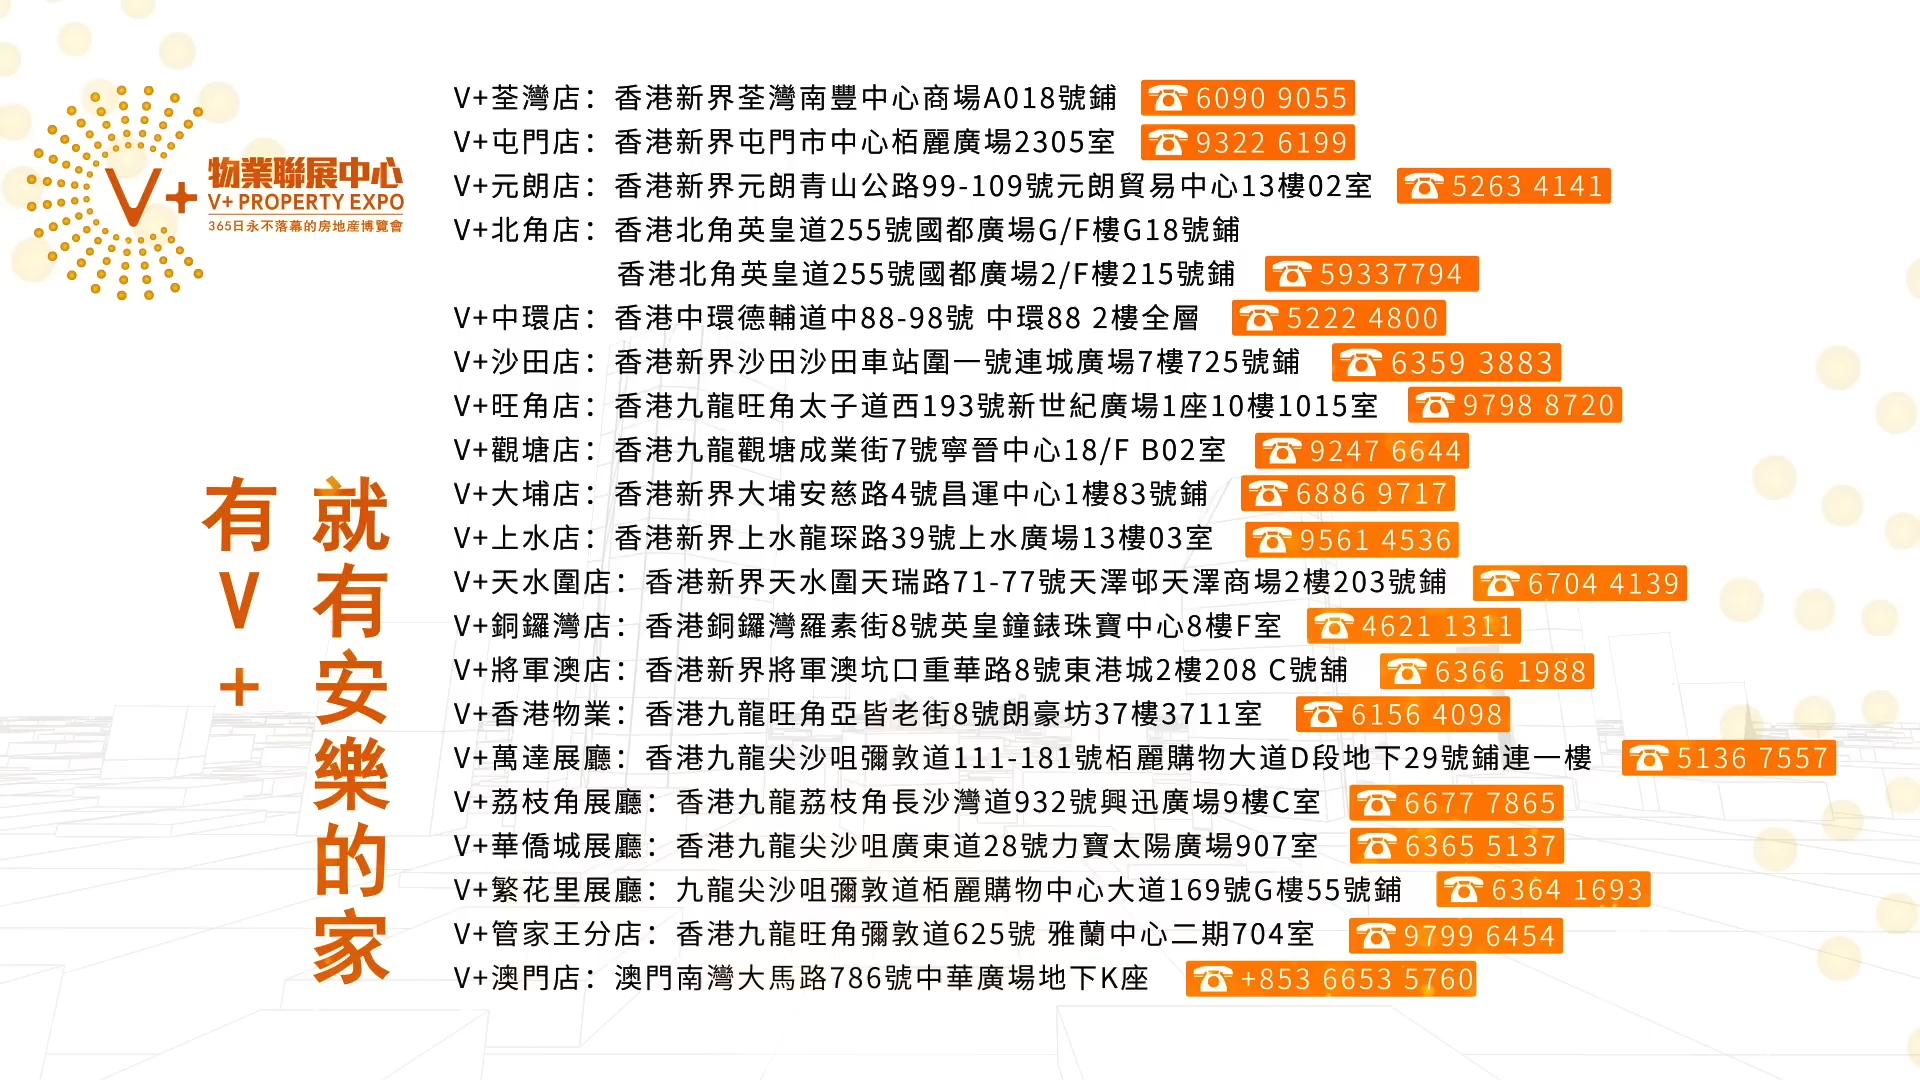 物業聯展中心
V+ PROPERTY EXPO
365日永不落幕的房地産博覽會
有V+
就有安樂的家
V+荃灣店：香港新界荃灣南豐中心商場A018號鋪 6090 9055
V+屯門店：香港新界屯門市中心栢麗廣場2305室 9322 6199
V+元朗店：香港新界元朗青山公路99-109號元朗貿易中心13樓02室 5263 4141
V+北角店：香港北角英皇道255號國都廣場G/F樓G18號鋪
香港北角英皇道255號國都廣場2/F樓215號鋪 59337794
V+中環店：香港中環德輔道中88-98號 中環88 2樓全層 5222 4800
V+沙田店：香港新界沙田沙田車站圍一號連城廣場7樓725號鋪 6359 3883
V+旺角店：香港九龍旺角太子道西193號新世紀廣場1座10樓1015室 9798 8720
V+觀塘店：香港九龍觀塘成業街7號寧晉中心18/F B02室 9247 6644
V+大埔店：香港新界大埔安慈路4號昌運中心1樓83號鋪 6886 9717
V+上水店：香港新界上水龍琛路39號上水廣場13樓03室 9561 4536
V+天水圍店：香港新界天水圍天瑞路71-77號天澤邨天澤商場2樓203號鋪 6704 4139
V+銅鑼灣店：香港銅鑼灣羅素街8號英皇鐘錶珠寶中心8樓F室 4621 1311
V+將軍澳店：香港新界將軍澳坑口重華路8號東港城2樓208 C號舖 6366 1988
V+香港物業：香港九龍旺角亞皆老街8號朗豪坊37樓3711室 6156 4098
V+萬達展廳：香港九龍尖沙咀彌敦道111-181號栢麗購物大道D段地下29號鋪連一樓 5136 7557
V+荔枝角展廳：香港九龍荔枝角長沙灣道932號興迅廣場9樓C室 6677 7865
V+華僑城展廳：香港九龍尖沙咀廣東道28號力寶太陽廣場907室 6365 5137
V+繁花里展廳：九龍尖沙咀彌敦道栢麗購物中心大道169號G樓55號鋪 6364 1693
V+管家王分店：香港九龍旺角彌敦道625號 雅蘭中心二期704室 9799 6454
V+澳門店：澳門南灣大馬路786號中華廣場地下K座 +853 6653 5760